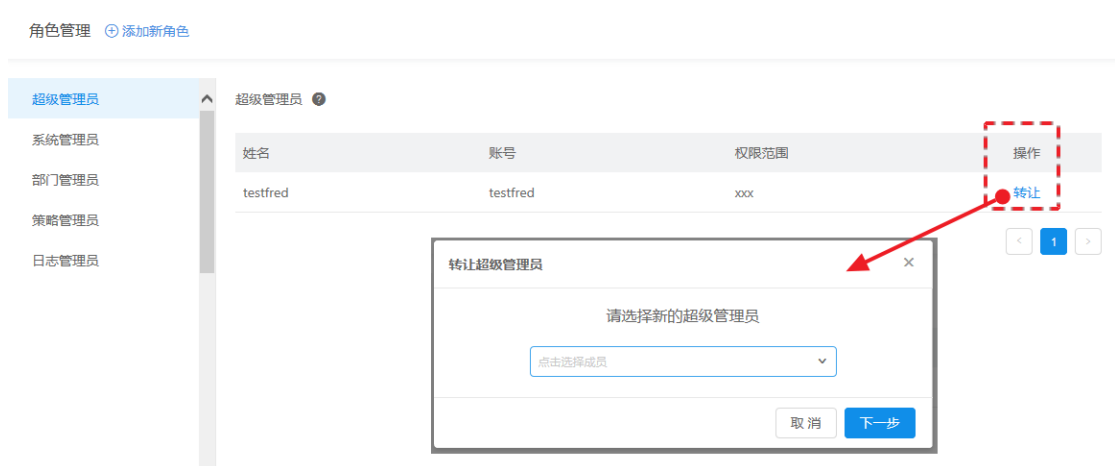 角色管理 添加新角色
超级管理员
系统管理员
部门管理员
策略管理员
日志管理员
超级管理员 ?
姓名 账号 权限范围 操作
testfred testfred xxx 转让
< 1 >
转让超级管理员 ×
请选择新的超级管理员
点击选择成员
取消 下一步